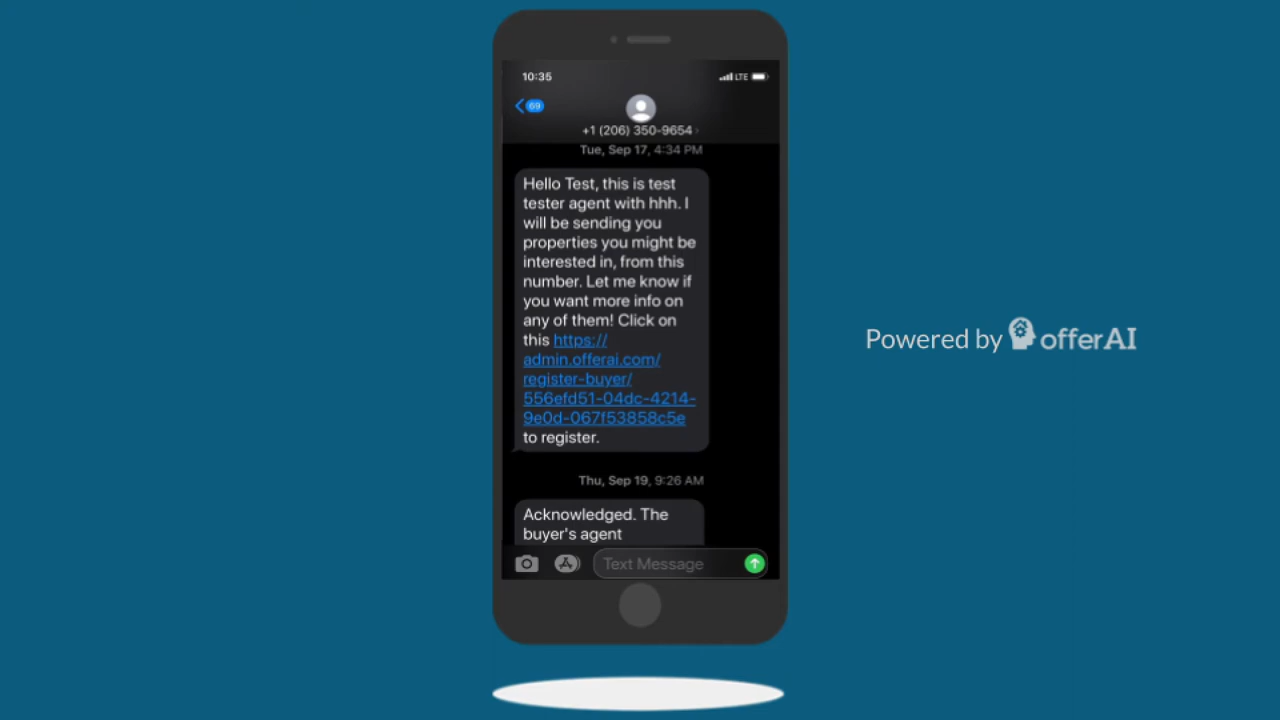 10:35
LTE
69
+1 (206) 350-9654
Tue, Sep 17, 4:34 PM
Hello Test, this is test
tester agent with hhh. I
will be sending you
properties you might be
interested in, from this
number. Let me know if
you want more info on
any of them! Click on
this https://
admin.offerai.com/
register-buyer/
556efd51-04dc-4214-
9e0d-067f53858c5e
to register.
Thu, Sep 19, 9:26 AM
Acknowledged. The
buyer's agent
Text Message
Powered by offerAI